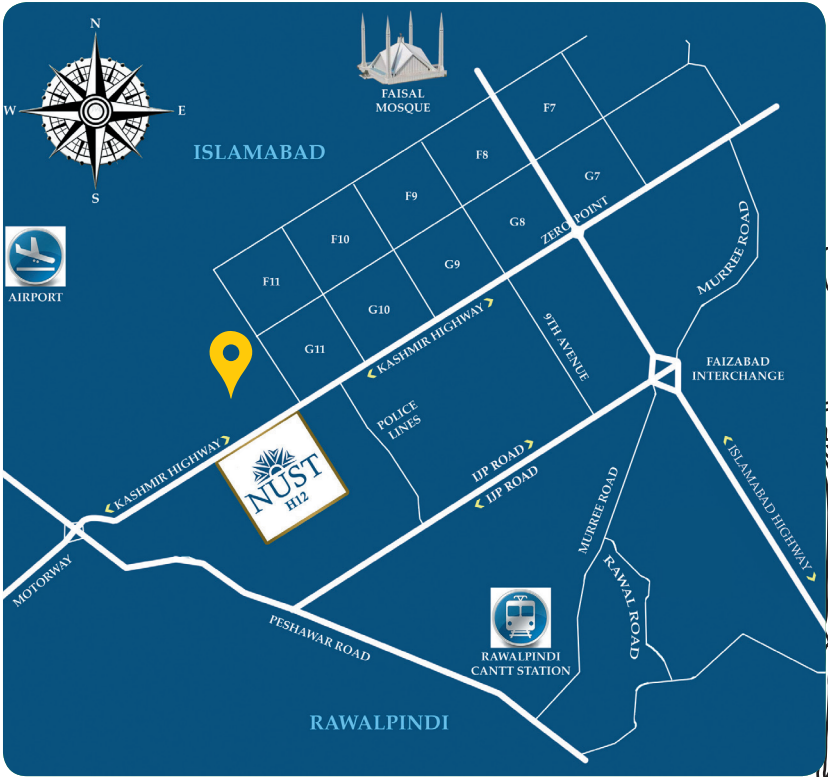 N
W
E
S
FAISAL
MOSQUE
ISLAMABAD
F7
F8
G7
F9
G8
ZERO POINT
MURREE ROAD
F10
G9
AIRPORT
F11
G10
G11
KASHMIR HIGHWAY
9TH AVENUE
FAIZABAD
INTERCHANGE
POLICE
LINES
KASHMIR HIGHWAY
NUST
H12
IJP ROAD
IJP ROAD
ISLAMABAD HIGHWAY
MURREE ROAD
MOTORWAY
RAWAL ROAD
PESHAWAR ROAD
RAWALPINDI
CANTT STATION
RAWALPINDI